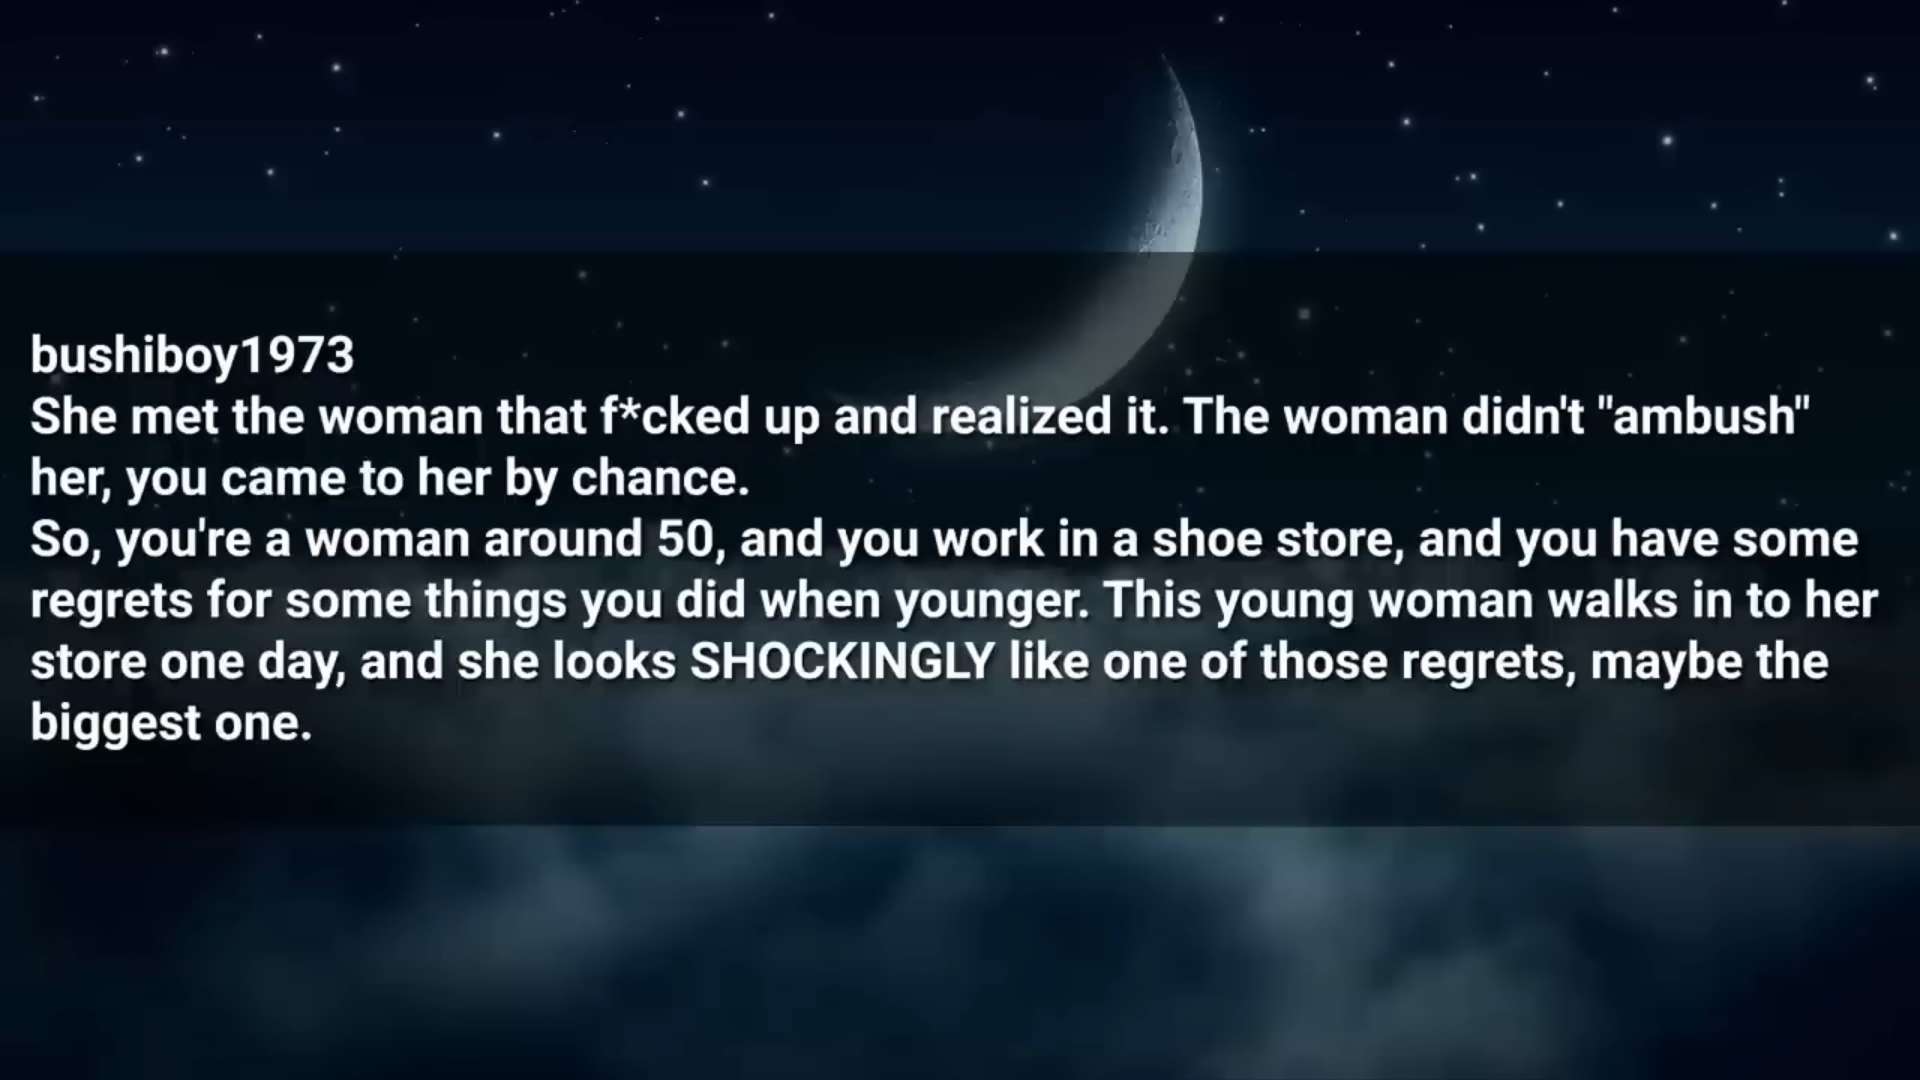 bushiboy1973
She met the woman that f*cked up and realized it. The woman didn't "ambush"
her, you came to her by chance.
So, you're a woman around 50, and you work in a shoe store, and you have some
regrets for some things you did when younger. This young woman walks in to her
store one day, and she looks SHOCKINGLY like one of those regrets, maybe the
biggest one.